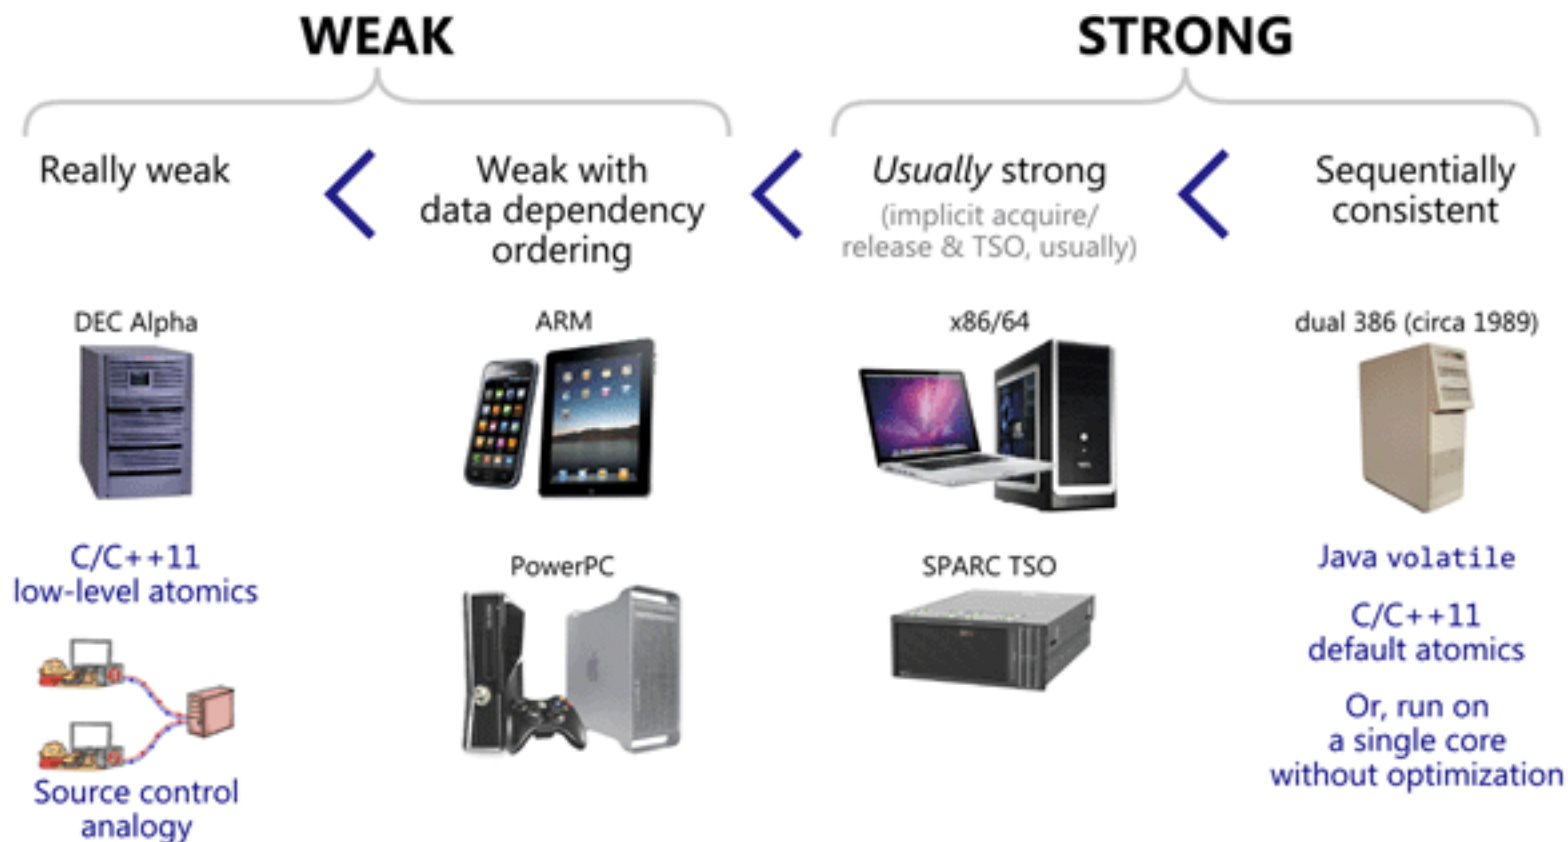 WEAK
STRONG
Really weak
<
Weak with
data dependency
ordering
<
Usually strong
(implicit acquire/
release & TSO, usually)
<
Sequentially
consistent
DEC Alpha
ARM
x86/64
dual 386 (circa 1989)
C/C++11
low-level atomics
PowerPC
SPARC TSO
Java volatile
C/C++11
default atomics
Or, run on
a single core
without optimization
Source control
analogy